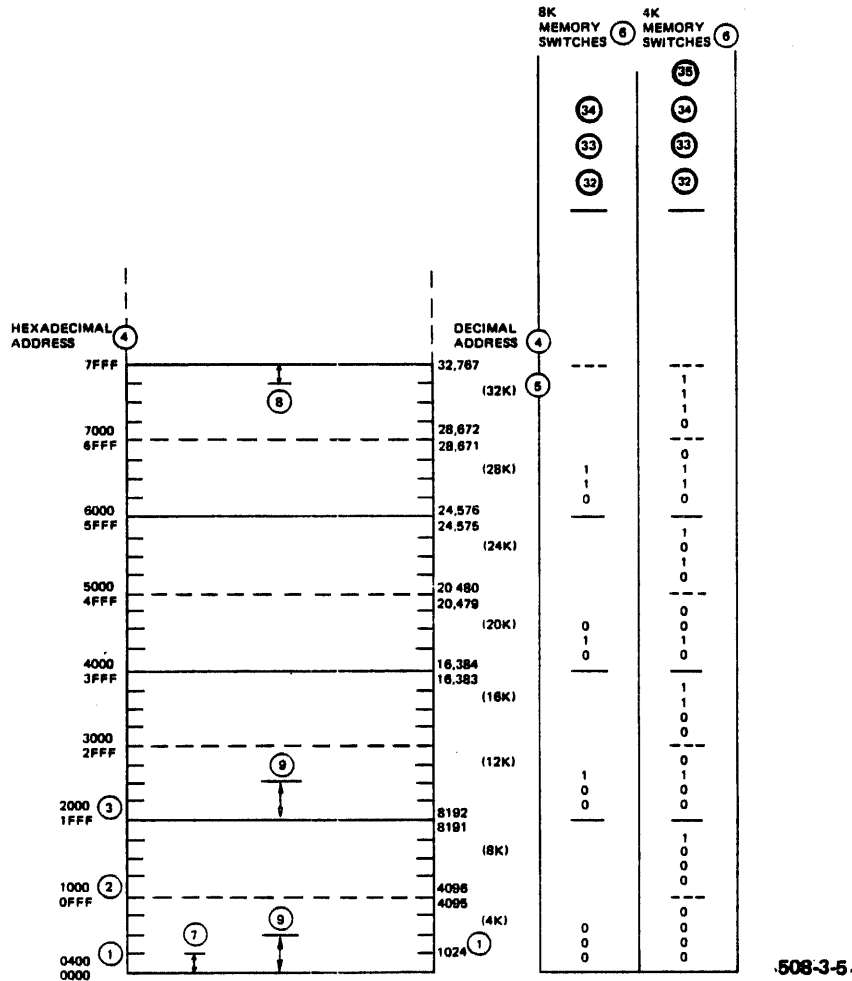 8K
MEMORY
SWITCHES 6
4K
MEMORY
SWITCHES 6
35
34 34
33 33
32 32
HEXADECIMAL
ADDRESS 4
DECIMAL
ADDRESS 4
7FFF 32,767
8 (32K) 5
1
1
1
0
7000 28,672
6FFF 28,671
(28K)
1
1
0
0
1
1
0
6000 24,576
5FFF 24,575
(24K)
1
0
1
0
5000 20 480
4FFF 20,479
(20K)
0
1
0
0
0
1
0
4000 16,384
3FFF 16,383
(16K)
1
1
0
0
3000
2FFF
9
(12K)
1
0
0
0
1
0
0
2000 3 8192
1FFF 8191
(8K)
1
0
0
0
1000 2 4096
0FFF 4095
7 9
(4K)
0
0
0
0
0
0
0
0400 1 1024 1
0000
508-3-5